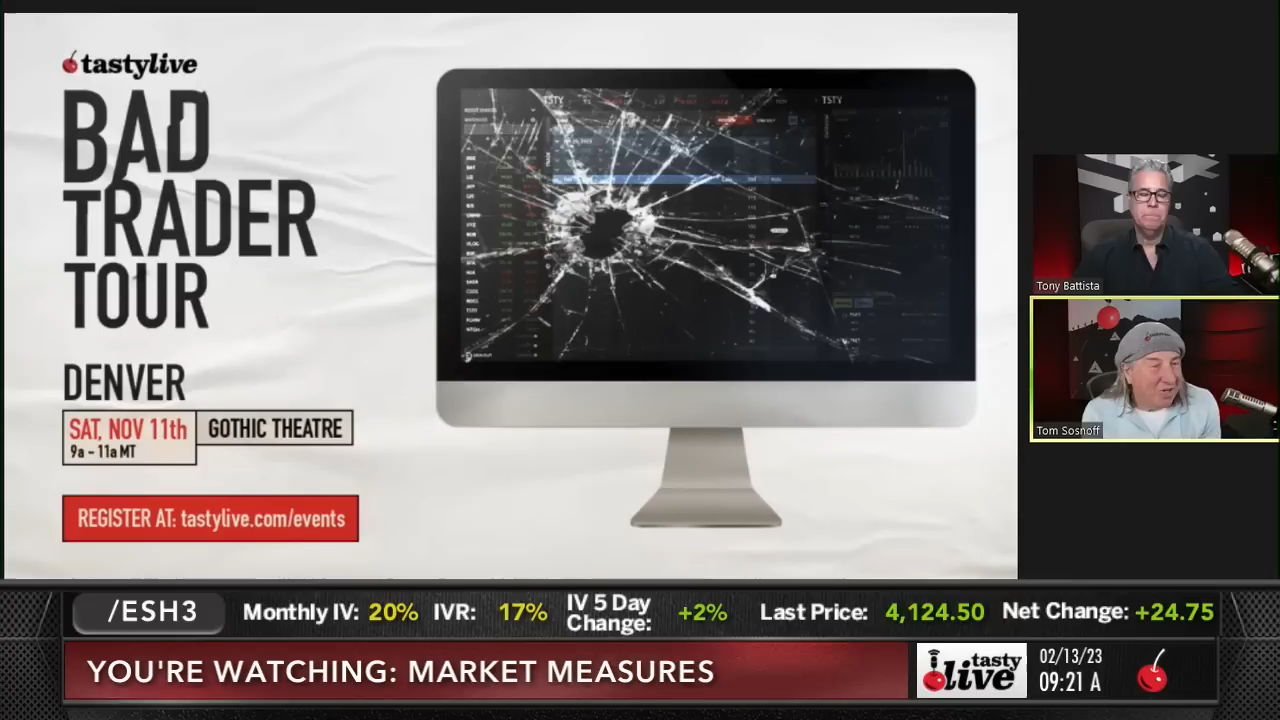 tastylive
BAD
TRADER
TOUR
DENVER
SAT, NOV 11th
9a - 11a MT
GOTHIC THEATRE
REGISTER AT: tastylive.com/events
TSTY
TSTY
Tony Battista
Tom Sosnoff
/ESH3
Monthly IV: 20%
IVR: 17%
IV 5 Day
Change: +2%
Last Price: 4,124.50
Net Change: +24.75
YOU'RE WATCHING: MARKET MEASURES
tasty
live
02/13/23
09:21 A